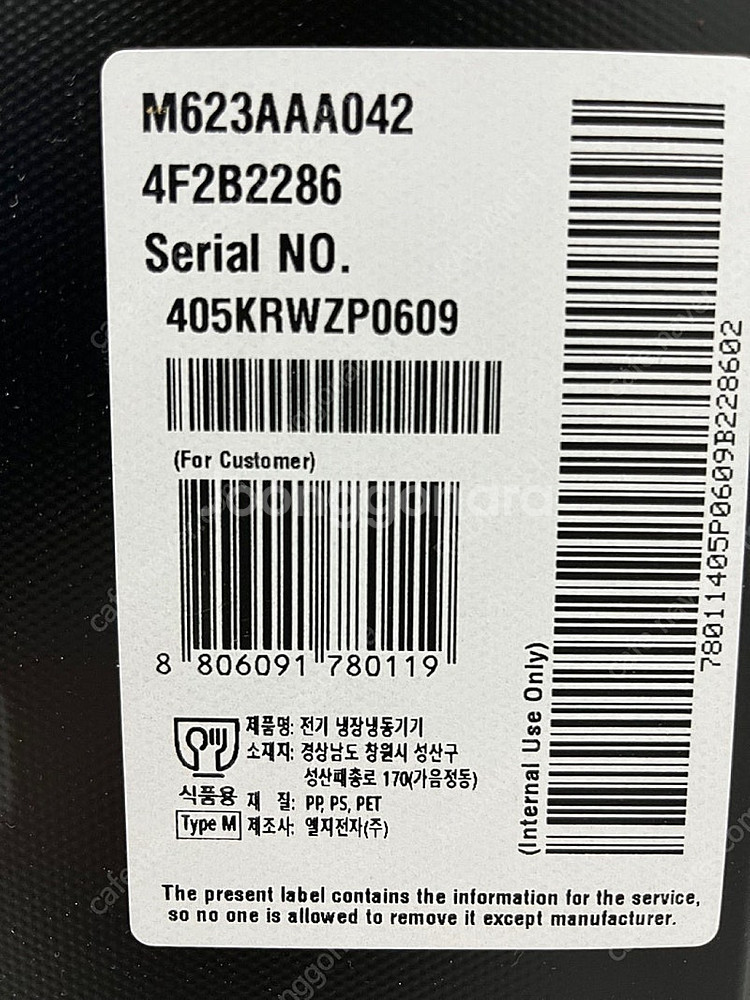 M623AAA042
4F2B2286
Serial NO.
405KRWZP0609
(For Customer)
8 806091 780119
식품용
Type M
제품명: 전기 냉장냉동기기
소재지: 경상남도 창원시 성산구
성산패총로 170(가음정동)
재 질: PP, PS, PET
제조사: 엘지전자(주)
(Internal Use Only)
78011405P0609B228602
The present label contains the information for the service,
so no one is allowed to remove it except manufacturer.
joonggonara